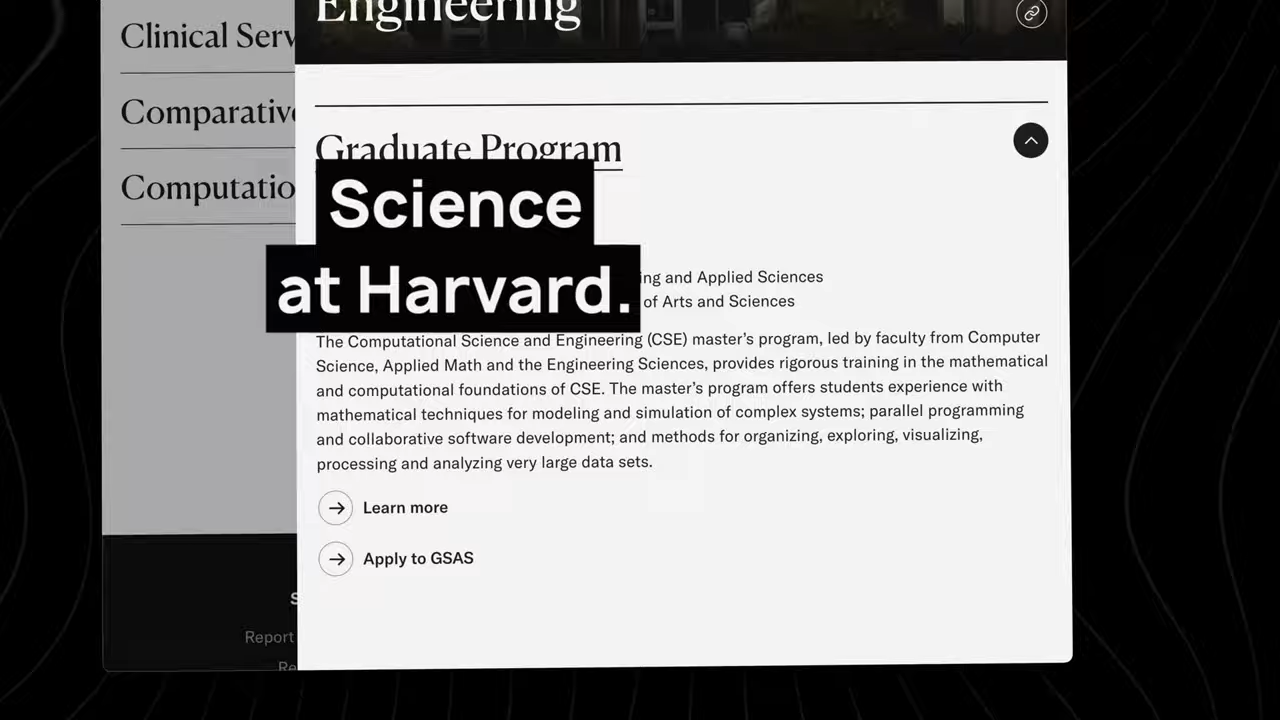 Engineering
Clinical Serv
Comparative
Computatio
Graduate Program
Science
at Harvard.
ing and Applied Sciences
of Arts and Sciences
The Computational Science and Engineering (CSE) master's program, led by faculty from Computer
Science, Applied Math and the Engineering Sciences, provides rigorous training in the mathematical
and computational foundations of CSE. The master's program offers students experience with
mathematical techniques for modeling and simulation of complex systems; parallel programming
and collaborative software development; and methods for organizing, exploring, visualizing,
processing and analyzing very large data sets.
Learn more
Apply to GSAS
S
Report
Re